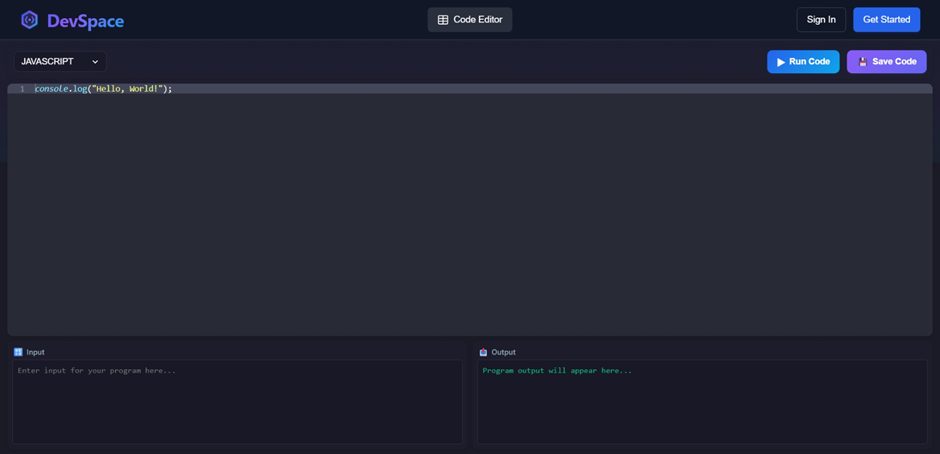 DevSpace
Code Editor
Sign In
Get Started
JAVASCRIPT
Run Code
Save Code
1 console.log("Hello, World!");
Input
Output
Enter input for your program here...
Program output will appear here...